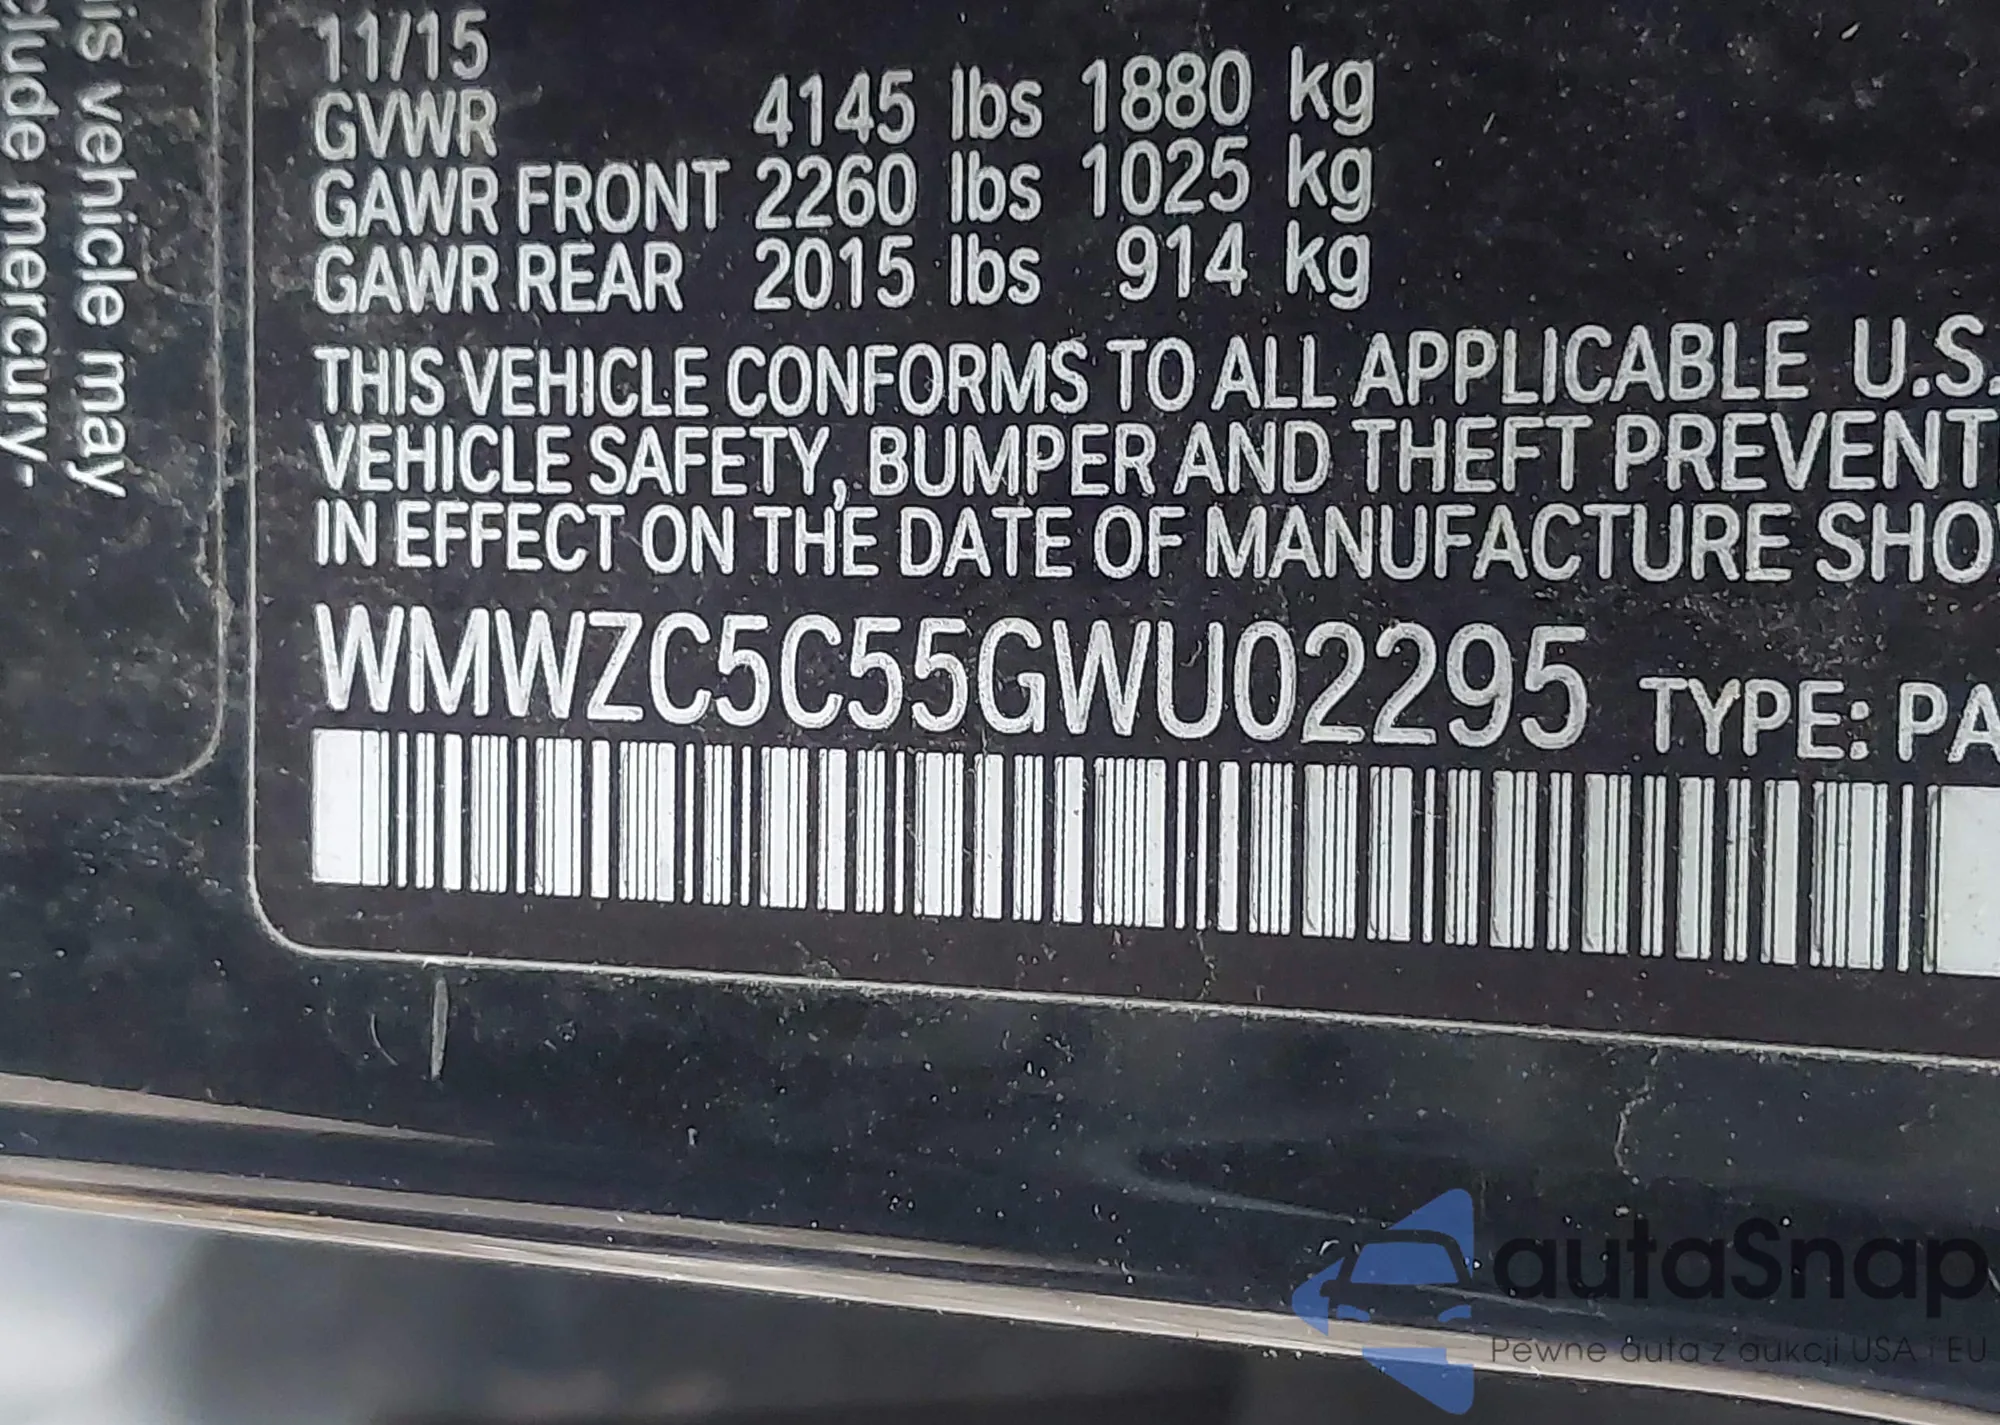 his vehicle may
clude mercury-
11/15
GVWR 4145 lbs 1880 kg
GAWR FRONT 2260 lbs 1025 kg
GAWR REAR 2015 lbs 914 kg
THIS VEHICLE CONFORMS TO ALL APPLICABLE U.S.
VEHICLE SAFETY, BUMPER AND THEFT PREVENT
IN EFFECT ON THE DATE OF MANUFACTURE SHO
WMWZC5C55GWU02295 TYPE: PA
autaSnap
Pewne auta z aukcji USA i EU